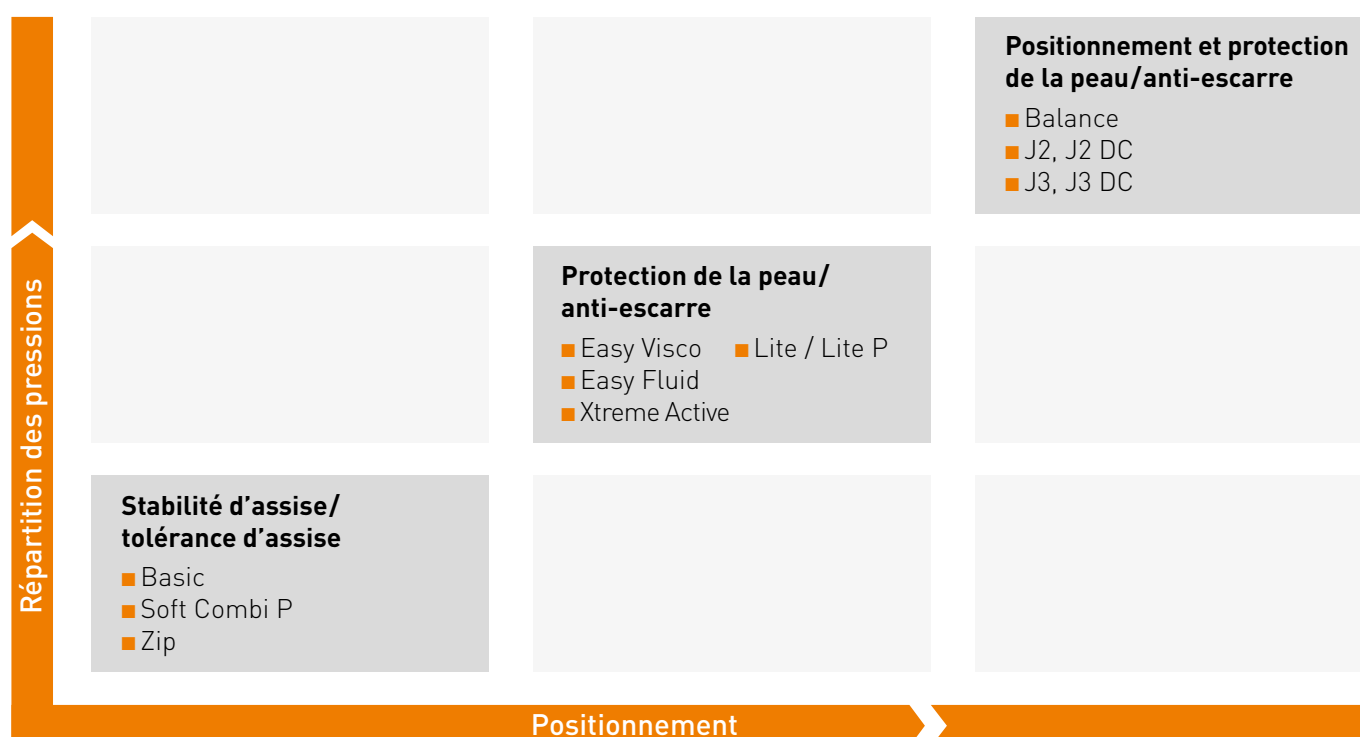 Positionnement et protection
de la peau/anti-escarre
■ Balance
■ J2, J2 DC
■ J3, J3 DC
Répartition des pressions
Protection de la peau/
anti-escarre
■ Easy Visco ■ Lite / Lite P
■ Easy Fluid
■ Xtreme Active
Stabilité d’assise/
tolérance d’assise
■ Basic
■ Soft Combi P
■ Zip
Positionnement